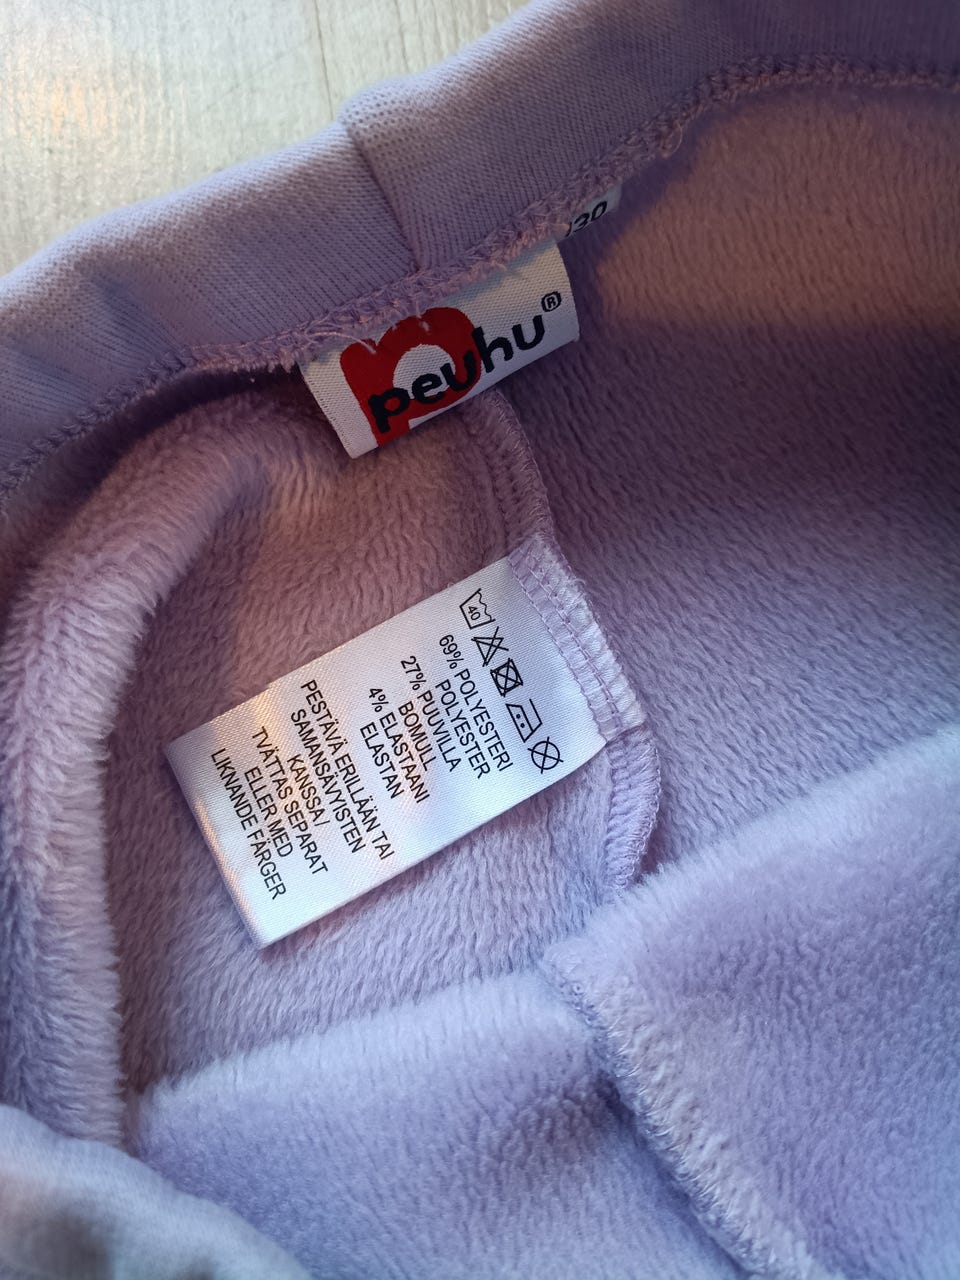 peuhu®
40
69% POLYESTERI
POLYESTER
27% PUUVILLA
BOMULL
4% ELASTAANI
ELASTAN
PESTÄVÄ ERILLÄÄN TAI
SAMANSÄVYISTEN
KANSSA /
TVÄTTAS SEPARAT
ELLER MED
LIKNANDE FÄRGER